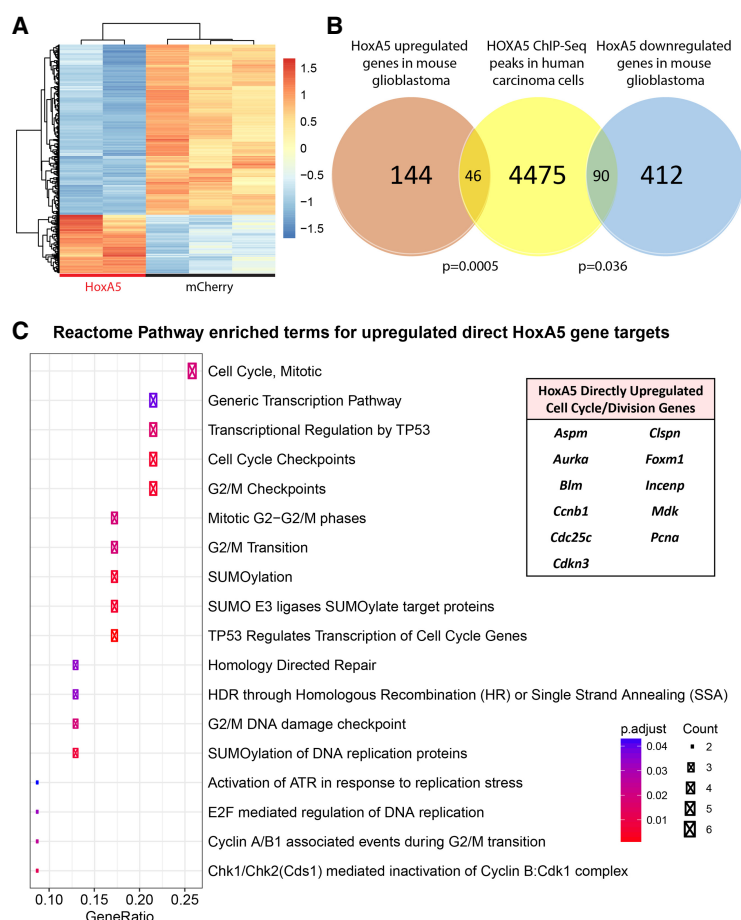 A
1.5
1
0.5
0
−0.5
−1
−1.5
HoxA5
mCherry
B
HoxA5 upregulated
genes in mouse
glioblastoma
HOXA5 ChIP-Seq
peaks in human
carcinoma cells
HoxA5 downregulated
genes in mouse
glioblastoma
144
46
4475
90
412
p=0.0005
p=0.036
C
Reactome Pathway enriched terms for upregulated direct HoxA5 gene targets
Cell Cycle, Mitotic
Generic Transcription Pathway
Transcriptional Regulation by TP53
Cell Cycle Checkpoints
G2/M Checkpoints
Mitotic G2−G2/M phases
G2/M Transition
SUMOylation
SUMO E3 ligases SUMOylate target proteins
TP53 Regulates Transcription of Cell Cycle Genes
Homology Directed Repair
HDR through Homologous Recombination (HR) or Single Strand Annealing (SSA)
G2/M DNA damage checkpoint
SUMOylation of DNA replication proteins
Activation of ATR in response to replication stress
E2F mediated regulation of DNA replication
Cyclin A/B1 associated events during G2/M transition
Chk1/Chk2(Cds1) mediated inactivation of Cyclin B:Cdk1 complex
0.10 0.15 0.20 0.25
GeneRatio
HoxA5 Directly Upregulated
Cell Cycle/Division Genes
Aspm Clspn
Aurka Foxm1
Blm Incenp
Ccnb1 Mdk
Cdc25c Pcna
Cdkn3
p.adjust
0.04
0.03
0.02
0.01
Count
2
3
4
5
6